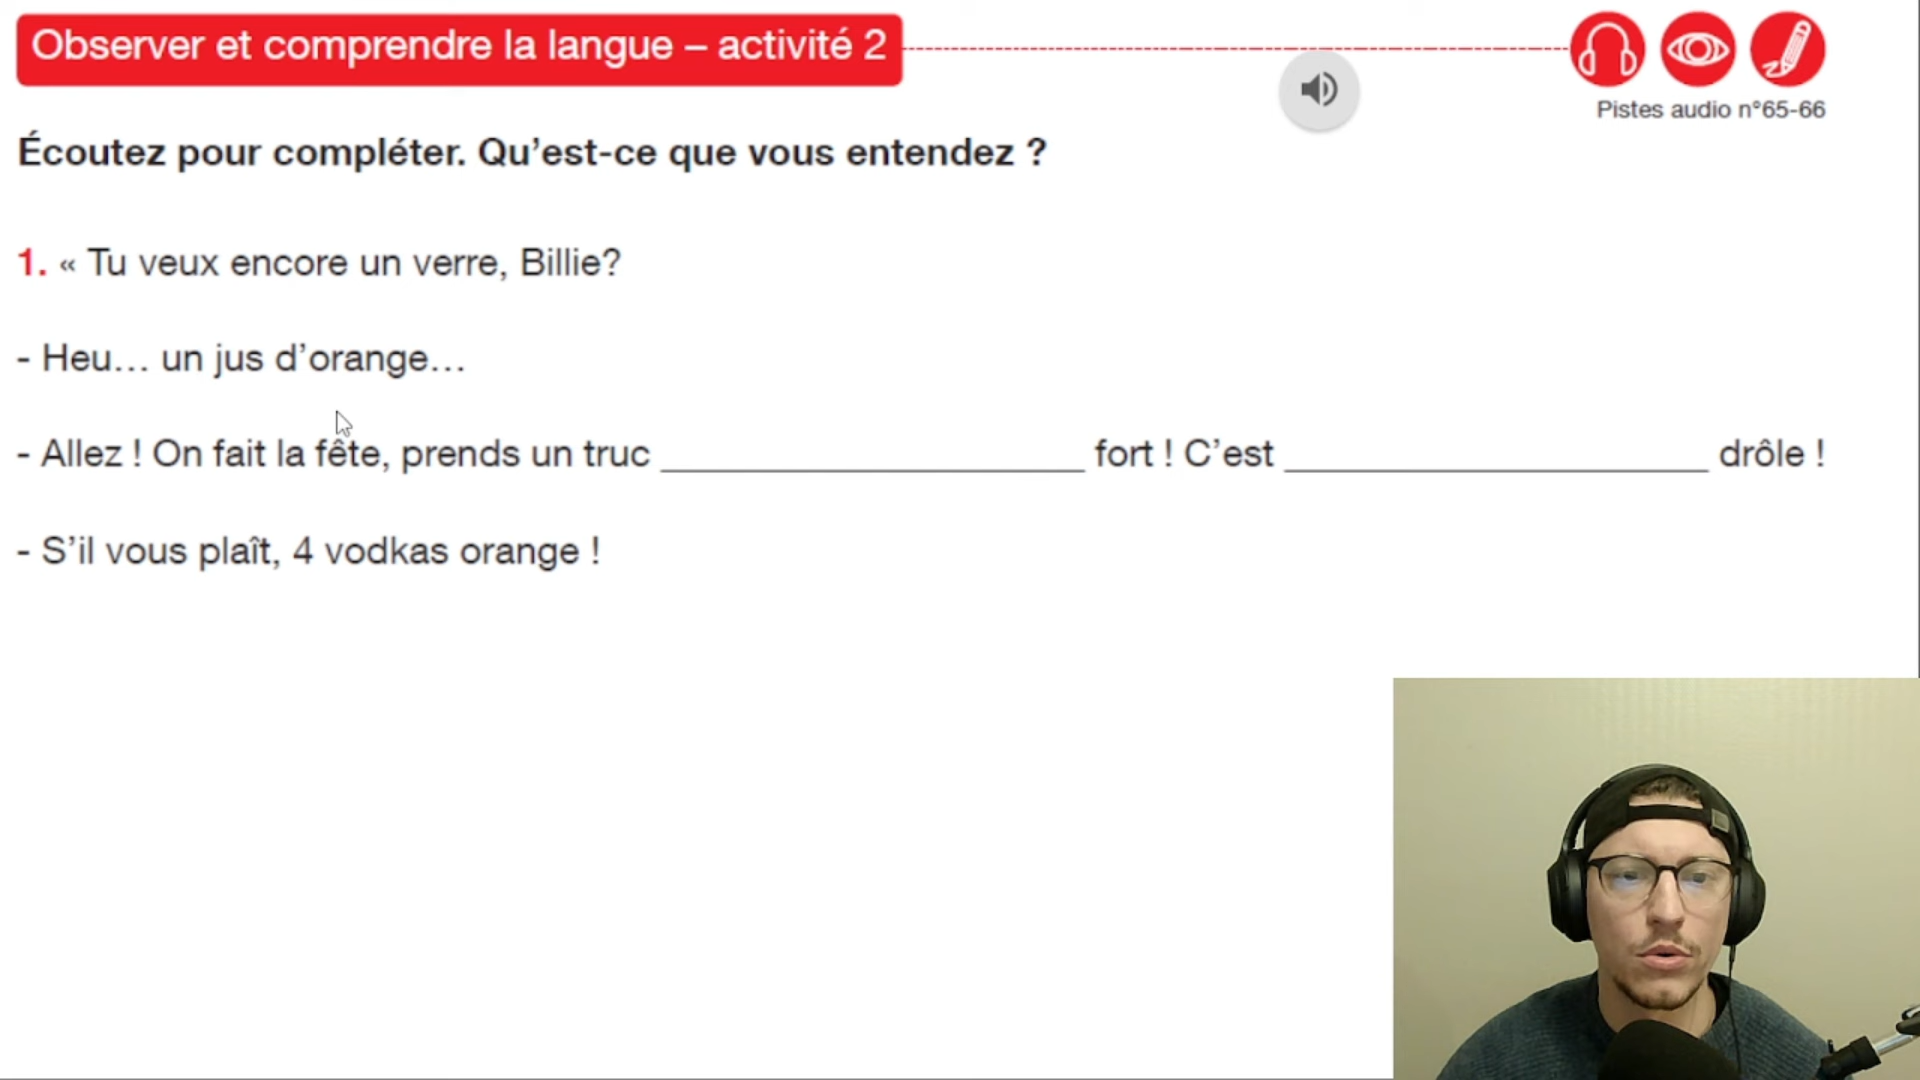 Observer et comprendre la langue – activité 2
Pistes audio n°65-66
Écoutez pour compléter. Qu’est-ce que vous entendez ?
1. « Tu veux encore un verre, Billie?
- Heu… un jus d’orange…
- Allez ! On fait la fête, prends un truc ______________ fort ! C’est ______________ drôle !
- S’il vous plaît, 4 vodkas orange !